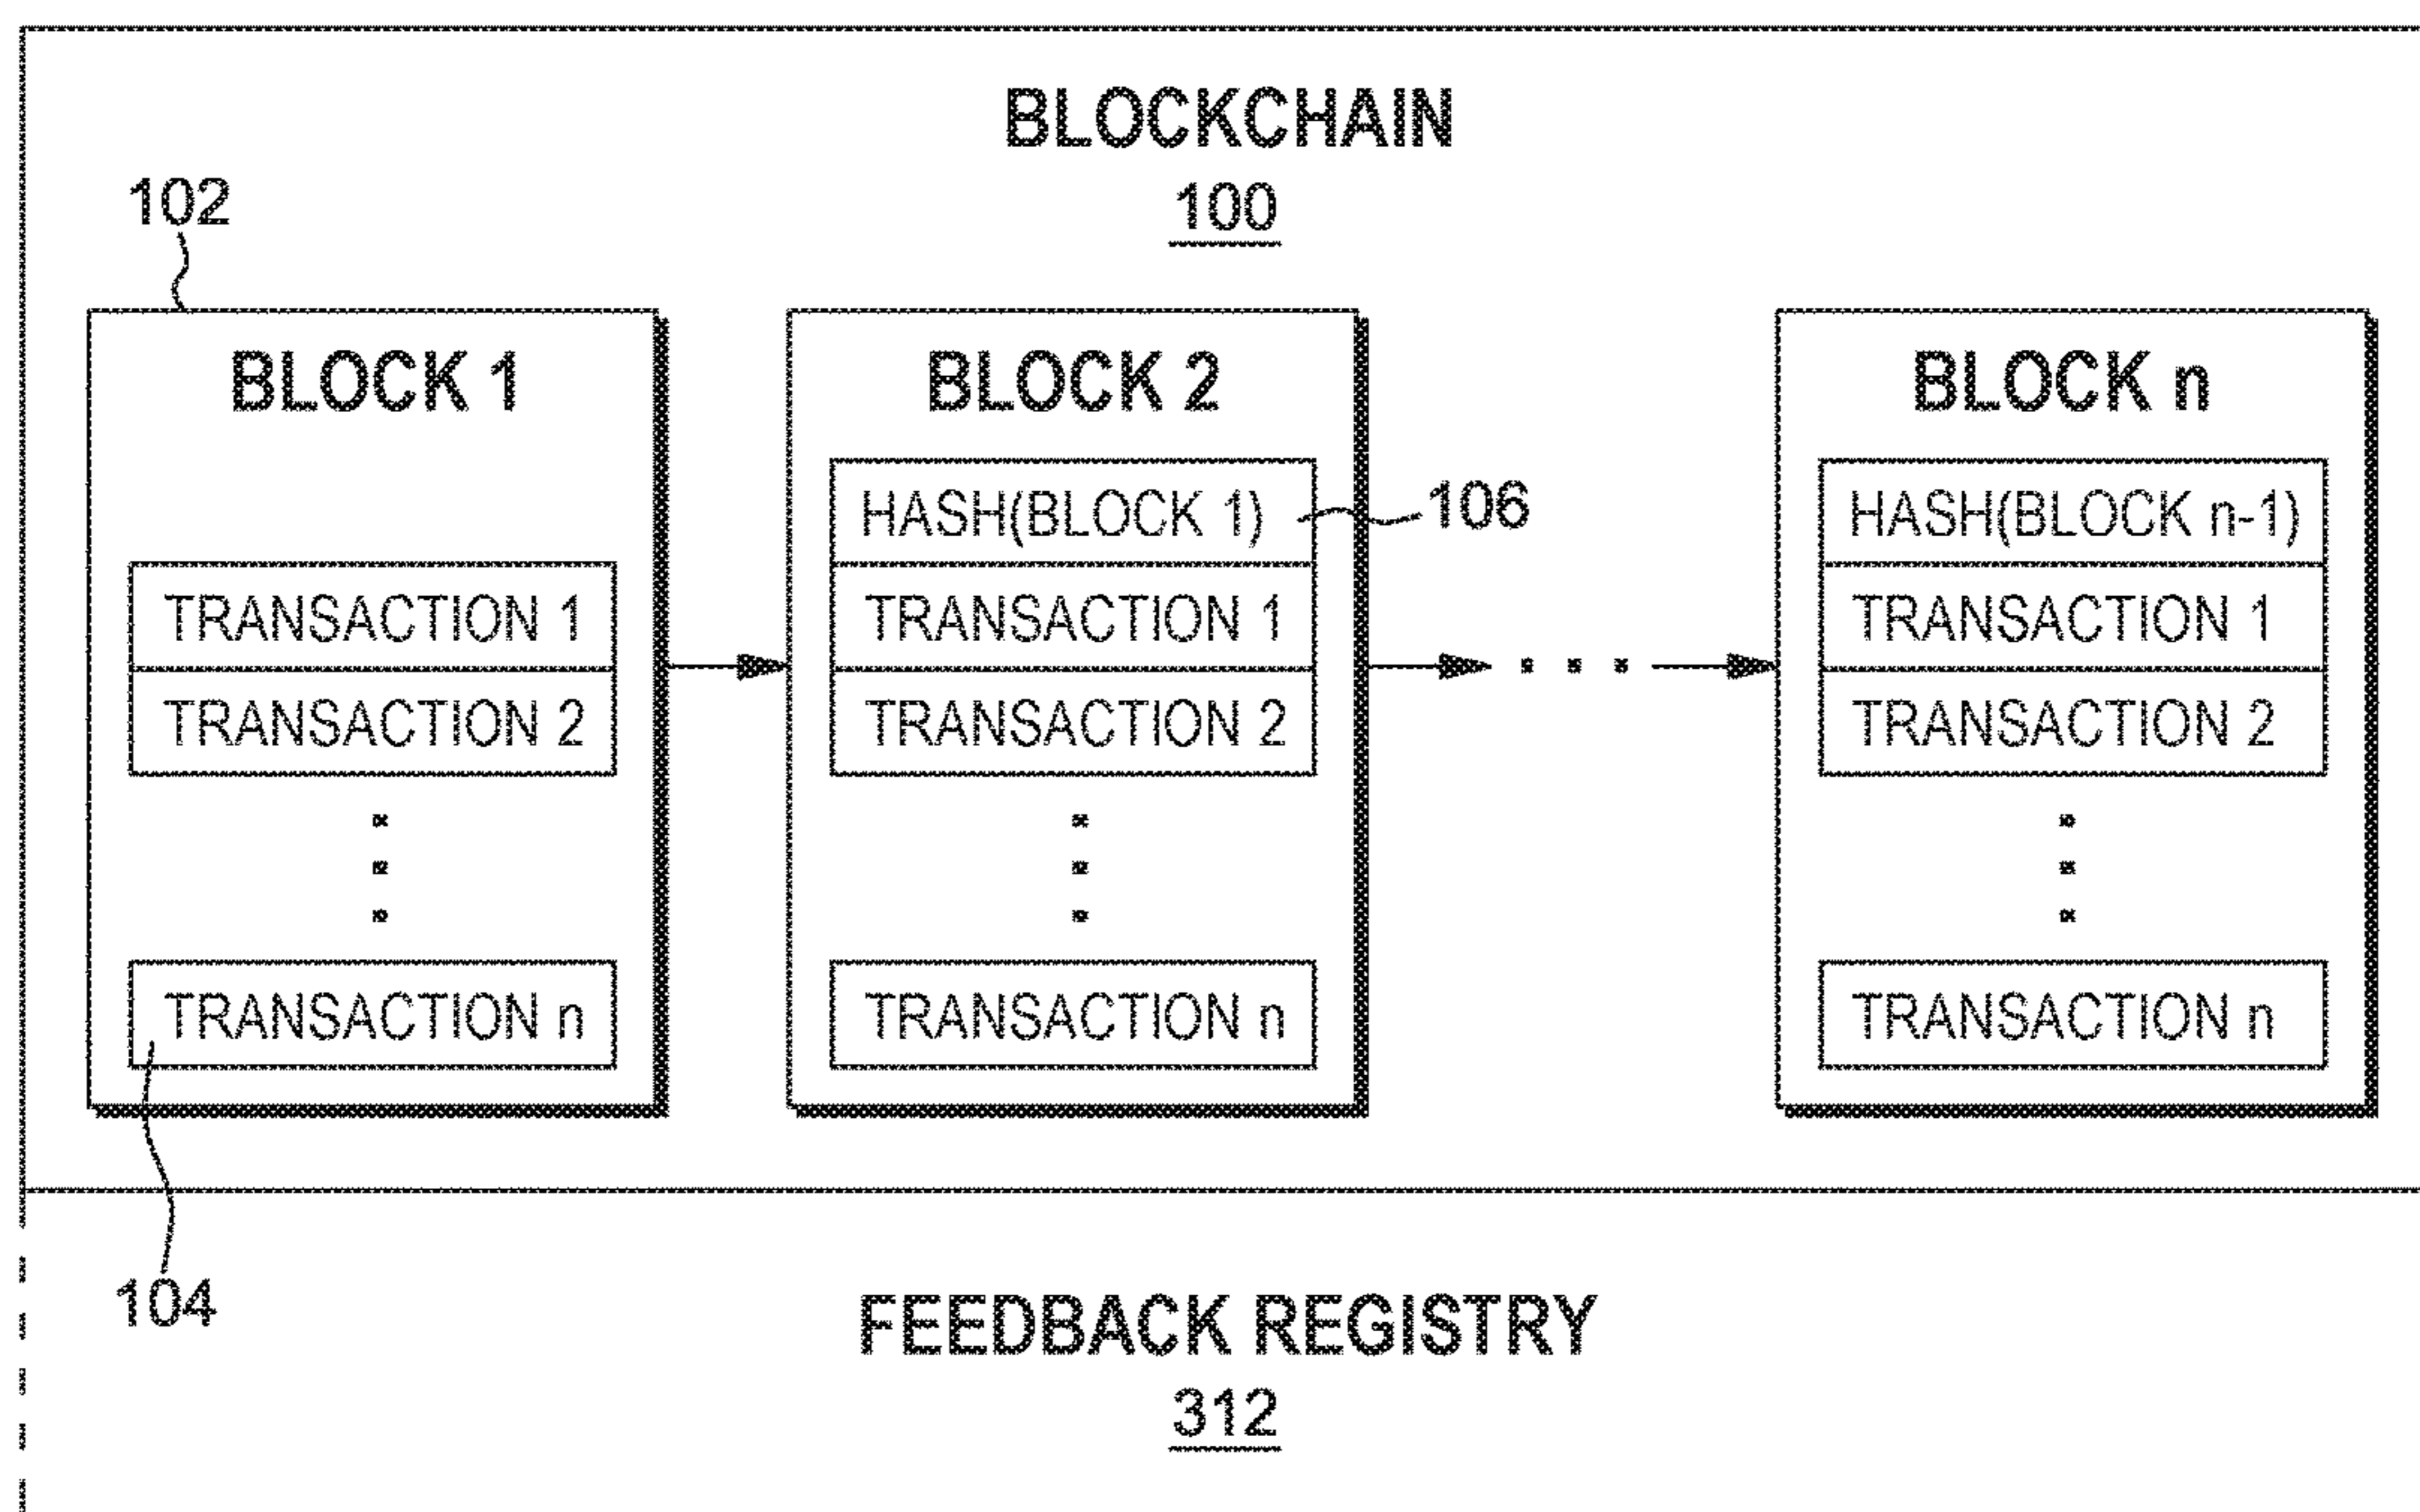 BLOCKCHAIN
100
102
BLOCK 1
TRANSACTION 1
TRANSACTION 2
TRANSACTION n
104
BLOCK 2
HASH(BLOCK 1)
106
TRANSACTION 1
TRANSACTION 2
TRANSACTION n
BLOCK n
HASH(BLOCK n-1)
TRANSACTION 1
TRANSACTION 2
TRANSACTION n
FEEDBACK REGISTRY
312